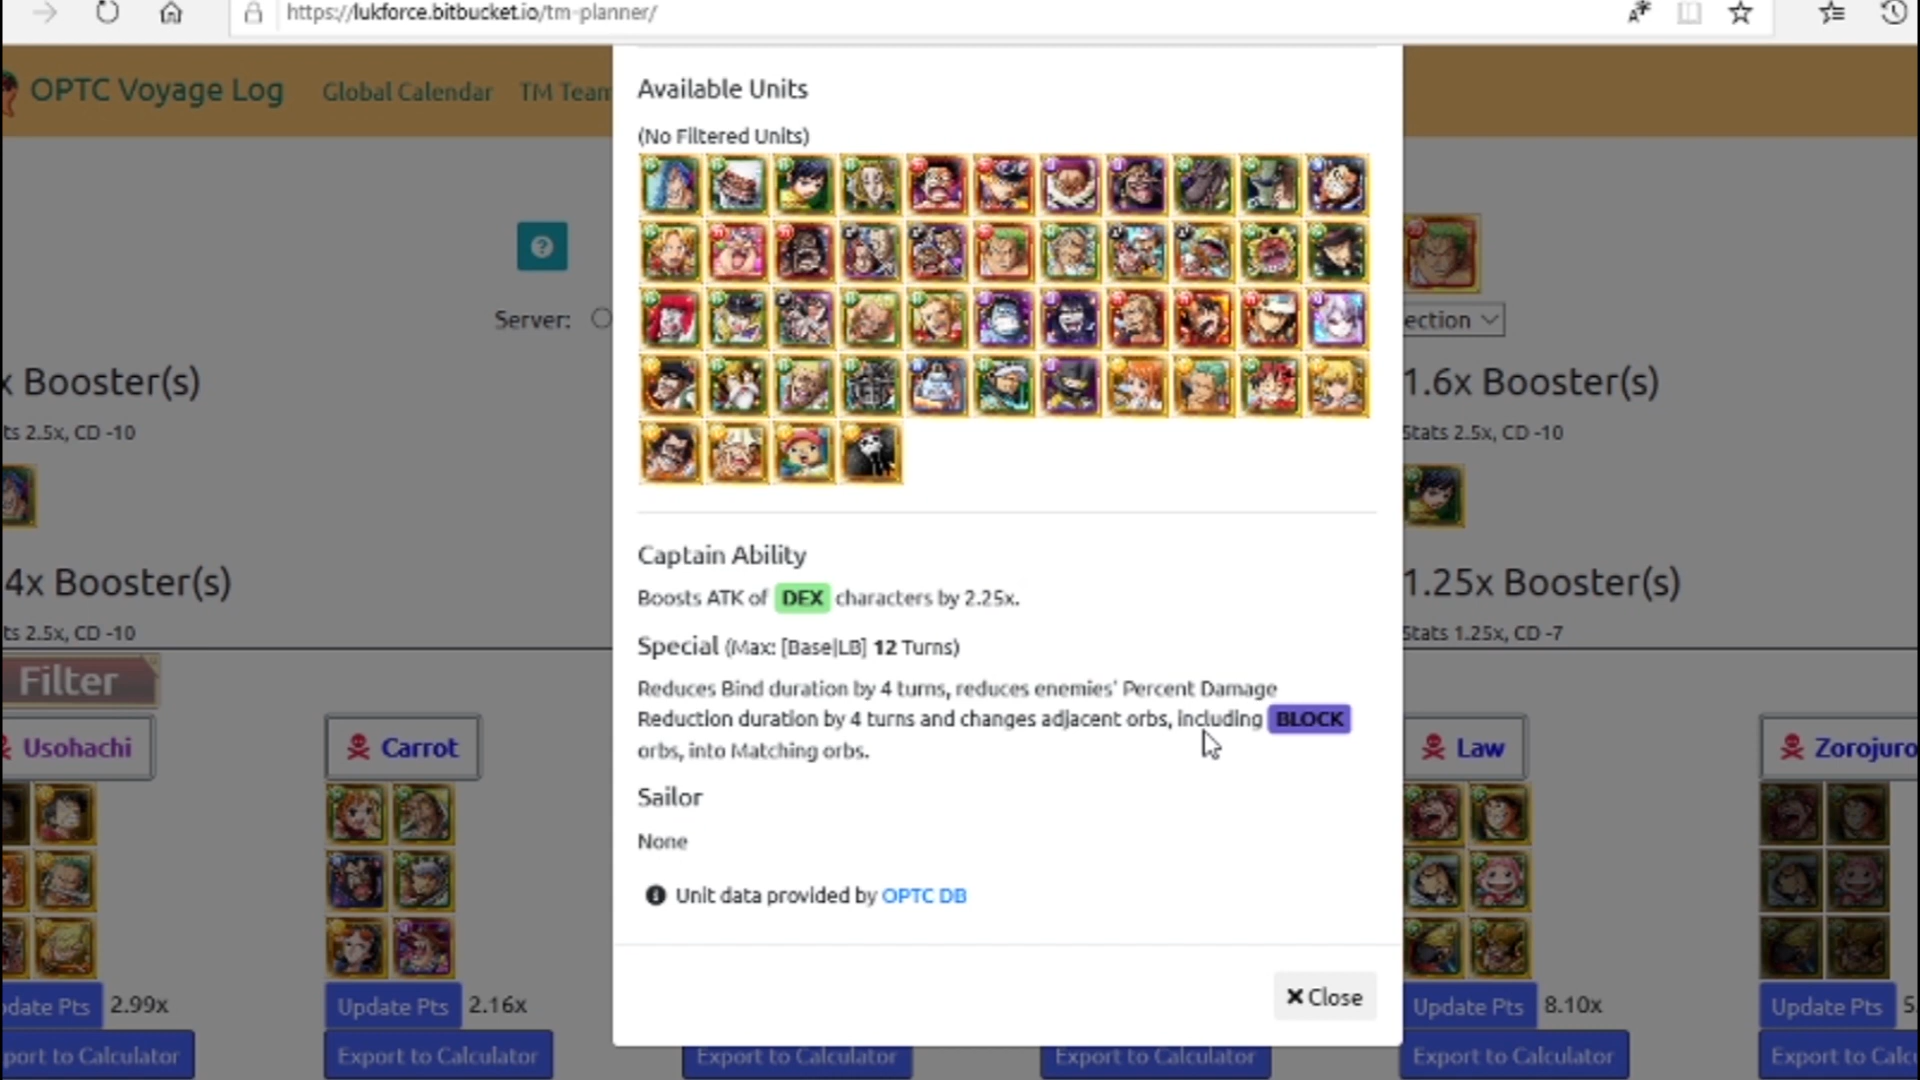 https://lukforce.bitbucket.io/tm-planner/
OPTC Voyage Log
Global Calendar
TM Team
Available Units
(No Filtered Units)
Server:
ection
x Booster(s)
ts 2.5x, CD -10
1.6x Booster(s)
Stats 2.5x, CD -10
4x Booster(s)
ts 2.5x, CD -10
1.25x Booster(s)
Stats 1.25x, CD -7
Captain Ability
Boosts ATK of DEX characters by 2.25x.
Special (Max: [Base|LB] 12 Turns)
Reduces Bind duration by 4 turns, reduces enemies' Percent Damage
Reduction duration by 4 turns and changes adjacent orbs, including BLOCK
orbs, into Matching orbs.
Sailor
None
Unit data provided by OPTC DB
Close
Filter
Usohachi
Carrot
Law
Zorojuro
pdate Pts 2.99x
Update Pts 2.16x
Update Pts 8.10x
Update Pts 5.
port to Calculator
Export to Calculator
Export to Calculator
Export to Calculator
Export to Calculator
Export to Calc